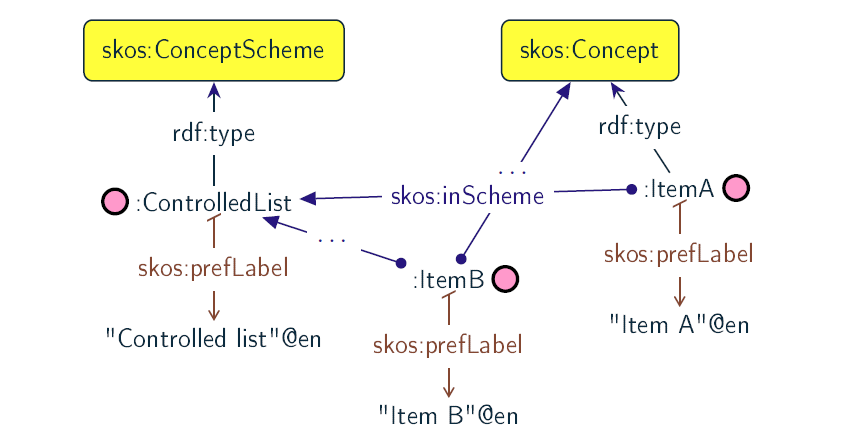 skos:ConceptScheme
skos:Concept
rdf:type
rdf:type
...
:ControlledList
skos:inScheme
:ItemA
...
skos:prefLabel
skos:prefLabel
:ItemB
"Controlled list"@en
"Item A"@en
skos:prefLabel
"Item B"@en